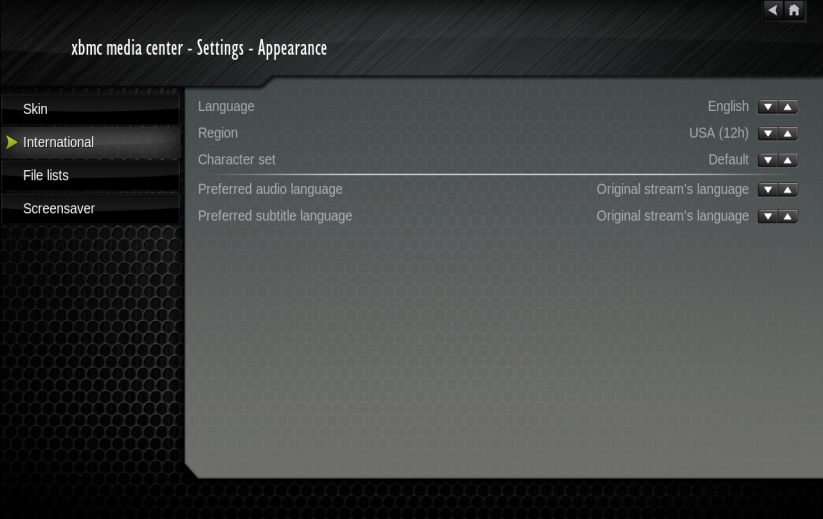 xbmc media center - Settings - Appearance
Skin
International
File lists
Screensaver
Language English
Region USA (12h)
Character set Default
Preferred audio language Original stream's language
Preferred subtitle language Original stream's language